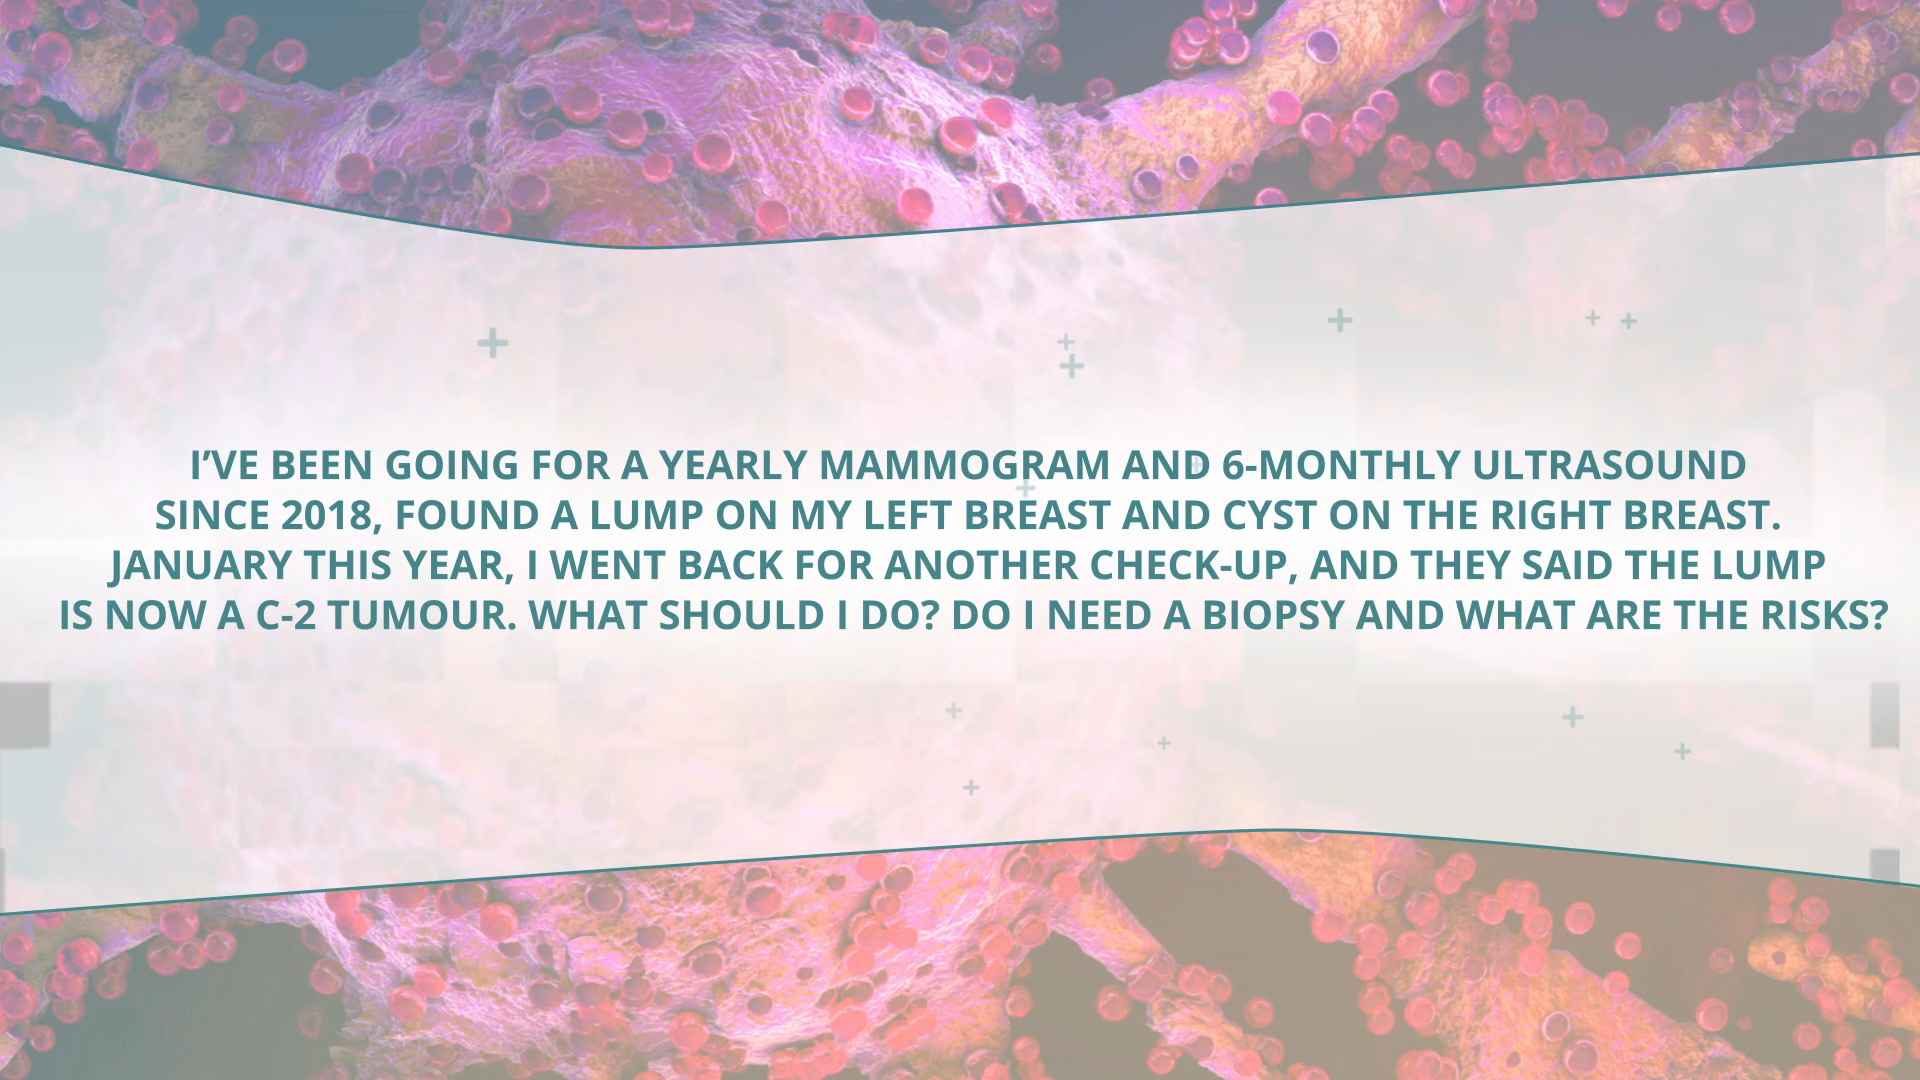 I’VE BEEN GOING FOR A YEARLY MAMMOGRAM AND 6-MONTHLY ULTRASOUND
SINCE 2018, FOUND A LUMP ON MY LEFT BREAST AND CYST ON THE RIGHT BREAST.
JANUARY THIS YEAR, I WENT BACK FOR ANOTHER CHECK-UP, AND THEY SAID THE LUMP
IS NOW A C-2 TUMOUR. WHAT SHOULD I DO? DO I NEED A BIOPSY AND WHAT ARE THE RISKS?